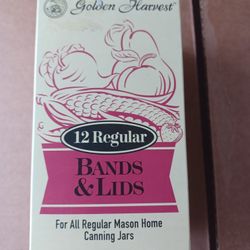 Golden Harvest
12 Regular
BANDS
& LIDS
For All Regular Mason Home
Canning Jars